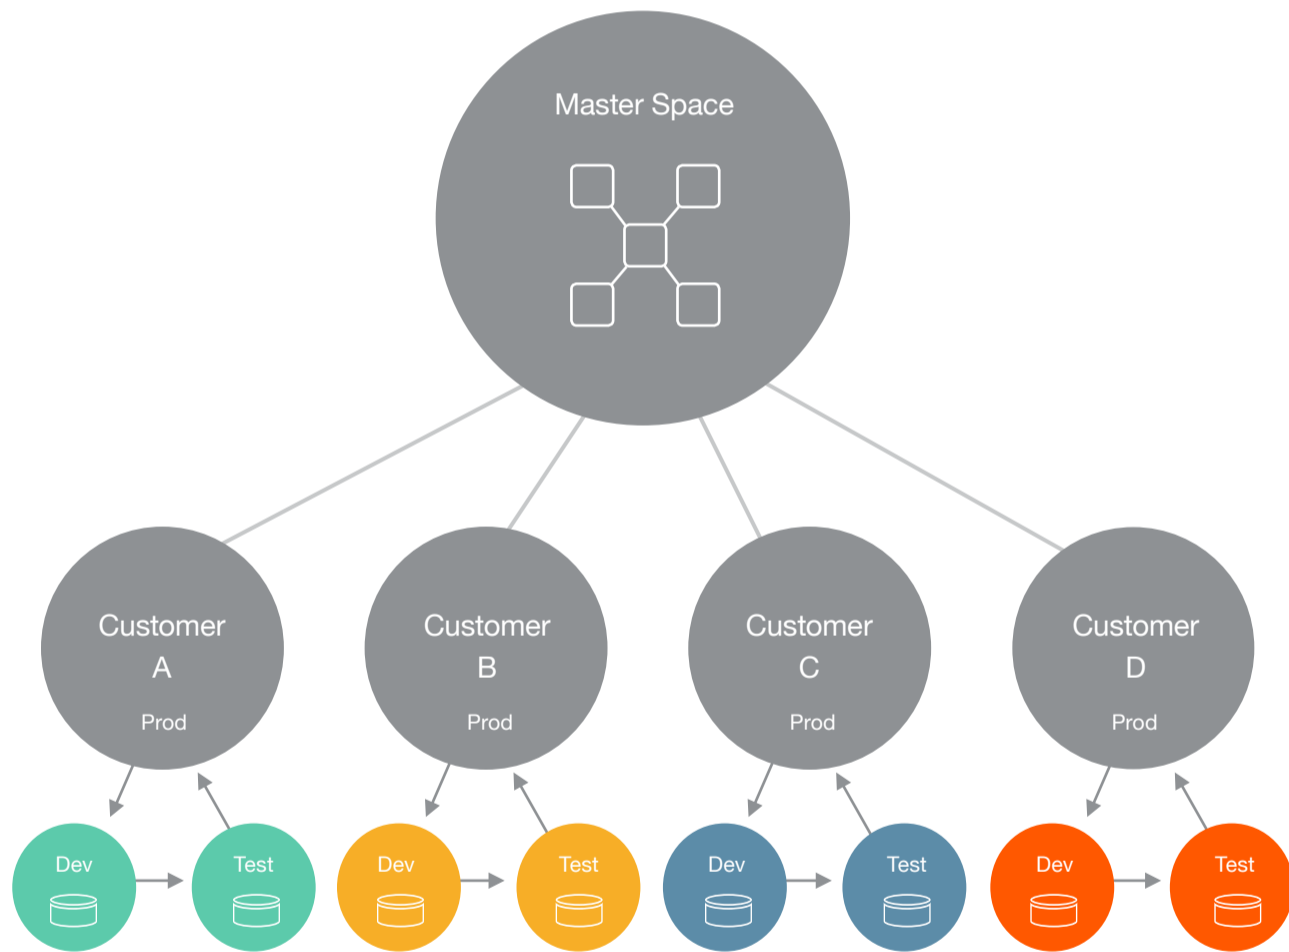 Master Space
Customer
A
Prod
Customer
B
Prod
Customer
C
Prod
Customer
D
Prod
Dev
Test
Dev
Test
Dev
Test
Dev
Test